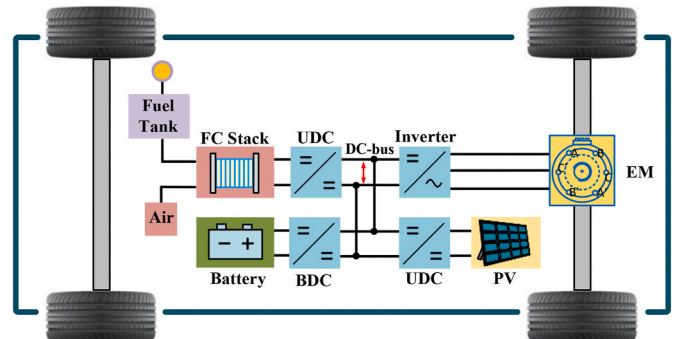 Fuel
Tank
FC Stack
UDC
DC-bus
Inverter
EM
A
B
C
C
B
A
Air
Battery
BDC
UDC
PV